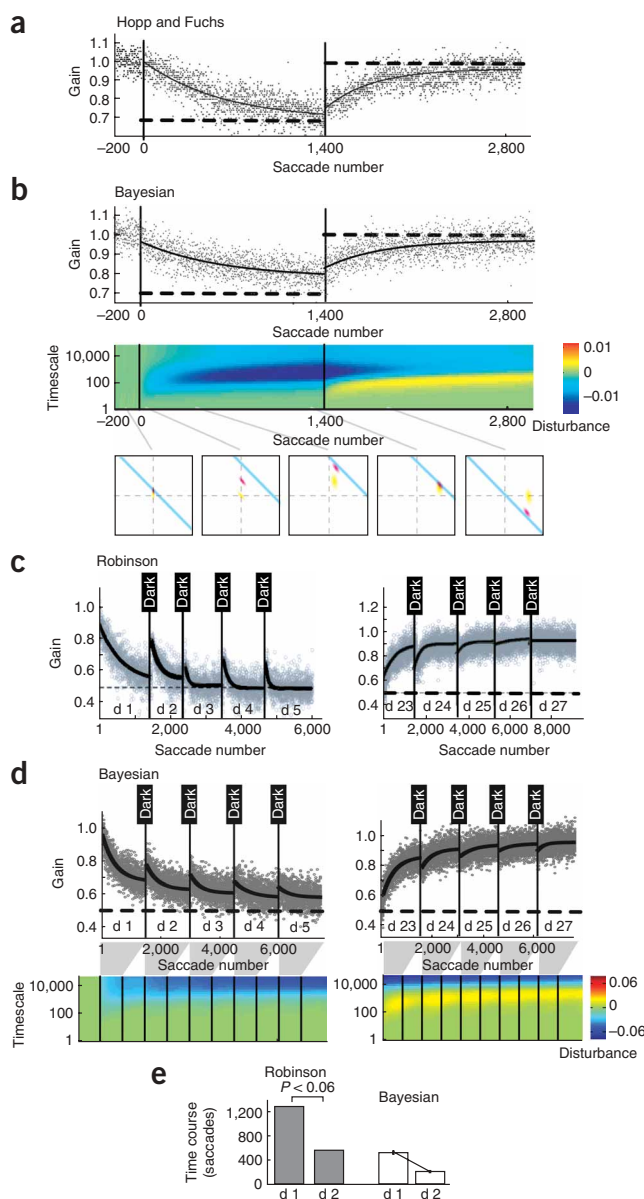 a
Hopp and Fuchs
1.1
1.0
0.9
0.8
0.7
Gain
–200
0
1,400
2,800
Saccade number
b
Bayesian
1.1
1.0
0.9
0.8
0.7
Gain
–200
0
1,400
2,800
Saccade number
10,000
100
1
Timescale
0.01
0
–0.01
–200
0
1,400
2,800
Saccade number
Disturbance
c
Robinson
Dark
Dark
Dark
Dark
Dark
Dark
Dark
Dark
1.0
0.8
0.6
0.4
Gain
d 1
d 2
d 3
d 4
d 5
1
2,000
4,000
6,000
Saccade number
1.2
1.0
0.8
0.6
0.4
d 23
d 24
d 25
d 26
d 27
1
2,000
4,000
6,000
8,000
Saccade number
d
Bayesian
Dark
Dark
Dark
Dark
Dark
Dark
Dark
Dark
1.0
0.8
0.6
0.4
Gain
d 1
d 2
d 3
d 4
d 5
1
2,000
4,000
6,000
Saccade number
1.0
0.8
0.6
0.4
d 23
d 24
d 25
d 26
d 27
1
2,000
4,000
6,000
Saccade number
10,000
100
1
Timescale
10,000
100
1
0.06
0
–0.06
Disturbance
e
Robinson
P < 0.06
Bayesian
1,200
800
400
0
Time course
(saccades)
d 1
d 2
d 1
d 2